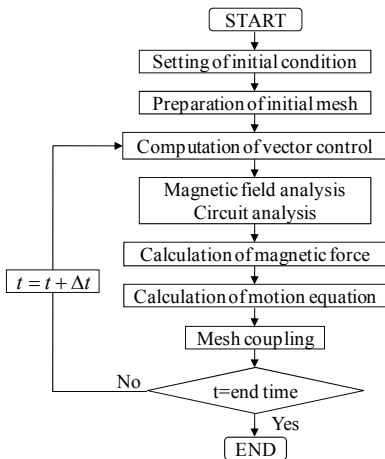 START
Setting of initial condition
Preparation of initial mesh
Computation of vector control
Magnetic field analysis
Circuit analysis
Calculation of magnetic force
t = t + Δt
Calculation of motion equation
Mesh coupling
No
t=end time
Yes
END